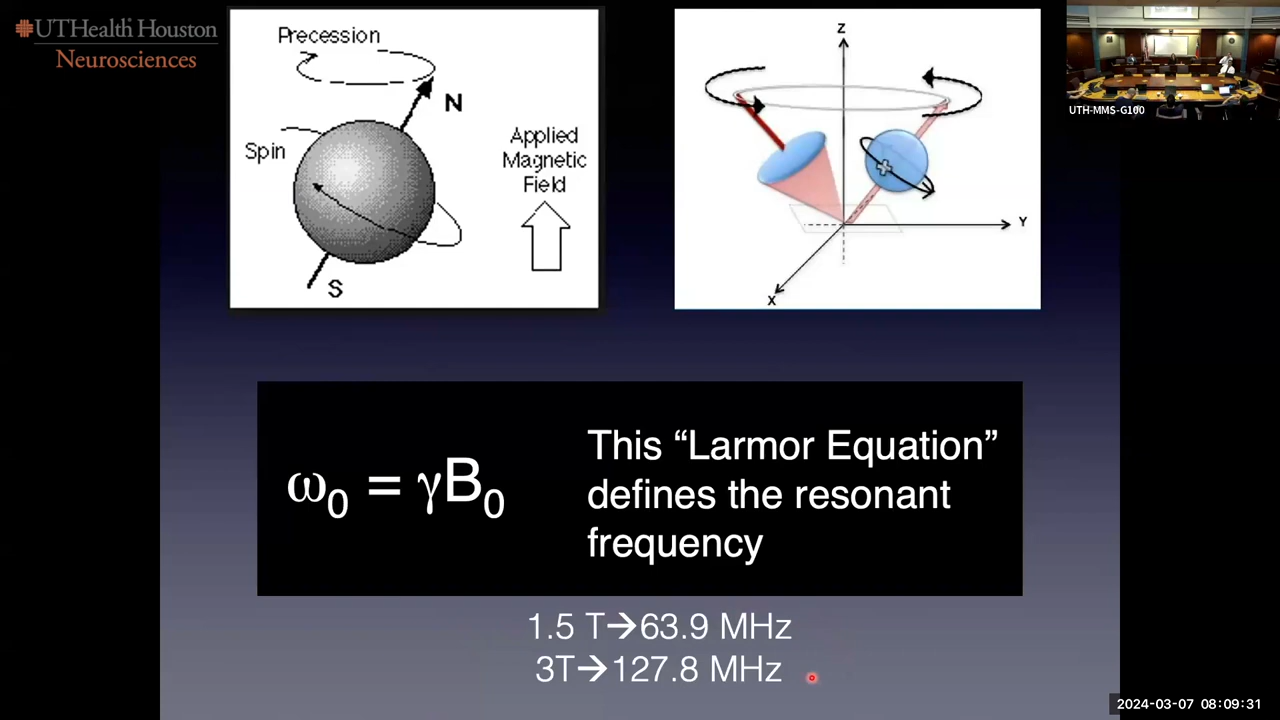 UTHealth Houston
Neurosciences
Precession
N
Spin
Applied
Magnetic
Field
S
Z
Y
X
UTH-MMS-G100
ω₀ = γB₀
This “Larmor Equation”
defines the resonant
frequency
1.5 T→63.9 MHz
3T→127.8 MHz
2024-03-07 08:09:31